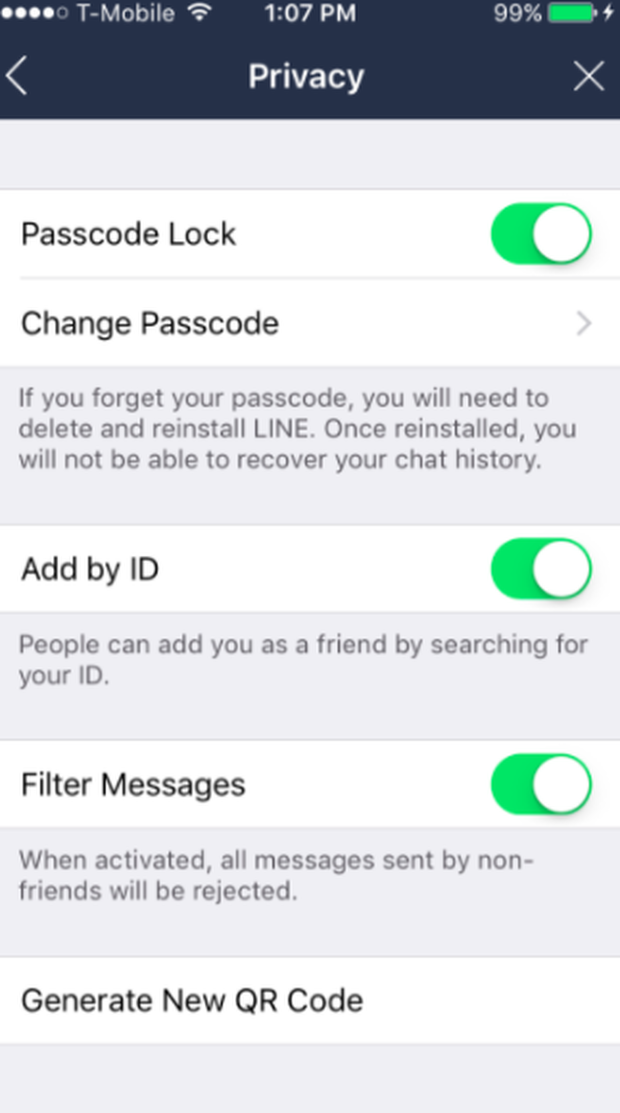 T-Mobile 1:07 PM 99%
Privacy
Passcode Lock
Change Passcode
If you forget your passcode, you will need to
delete and reinstall LINE. Once reinstalled, you
will not be able to recover your chat history.
Add by ID
People can add you as a friend by searching for
your ID.
Filter Messages
When activated, all messages sent by non-
friends will be rejected.
Generate New QR Code